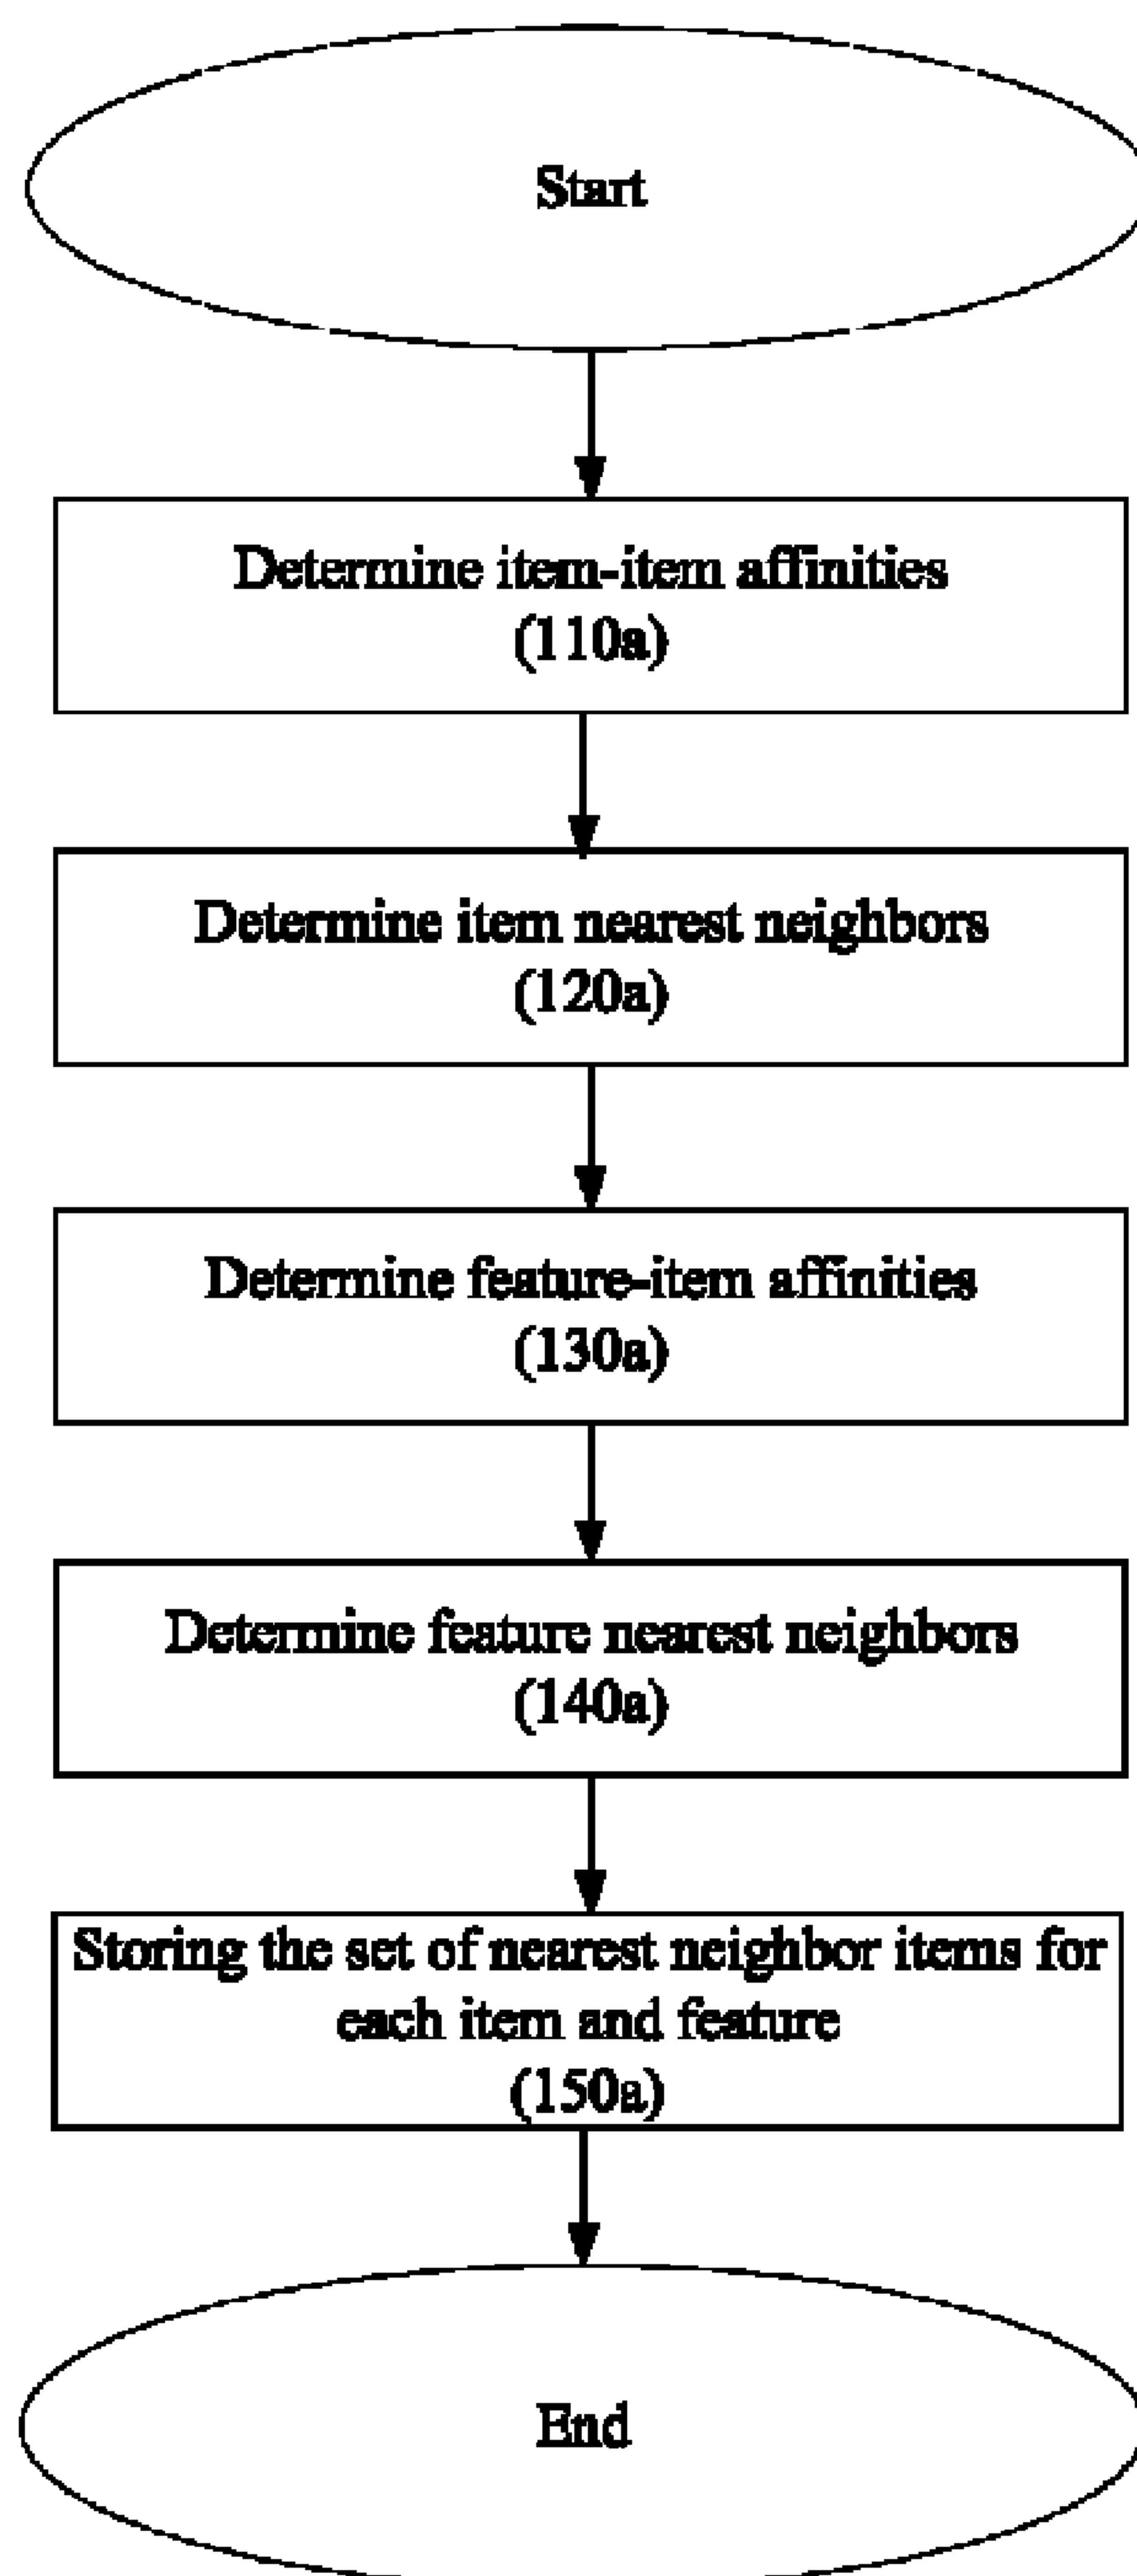 Start
Determine item-item affinities
(110a)
Determine item nearest neighbors
(120a)
Determine feature-item affinities
(130a)
Determine feature nearest neighbors
(140a)
Storing the set of nearest neighbor items for
each item and feature
(150a)
End